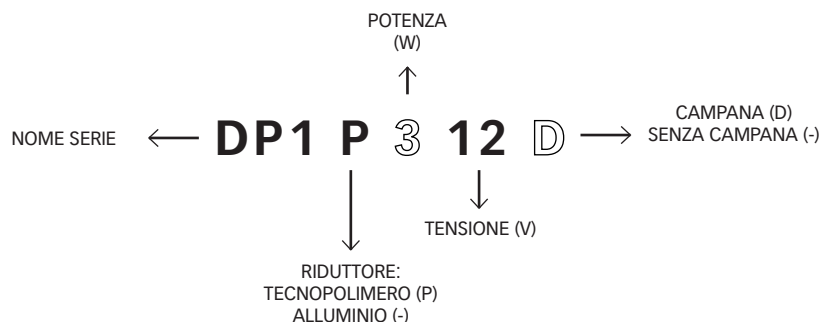 POTENZA
(W)
NOME SERIE
DP1 P 3 12 D
CAMPANA (D)
SENZA CAMPANA (-)
TENSIONE (V)
RIDUTTORE:
TECNOPOLIMERO (P)
ALLUMINIO (-)